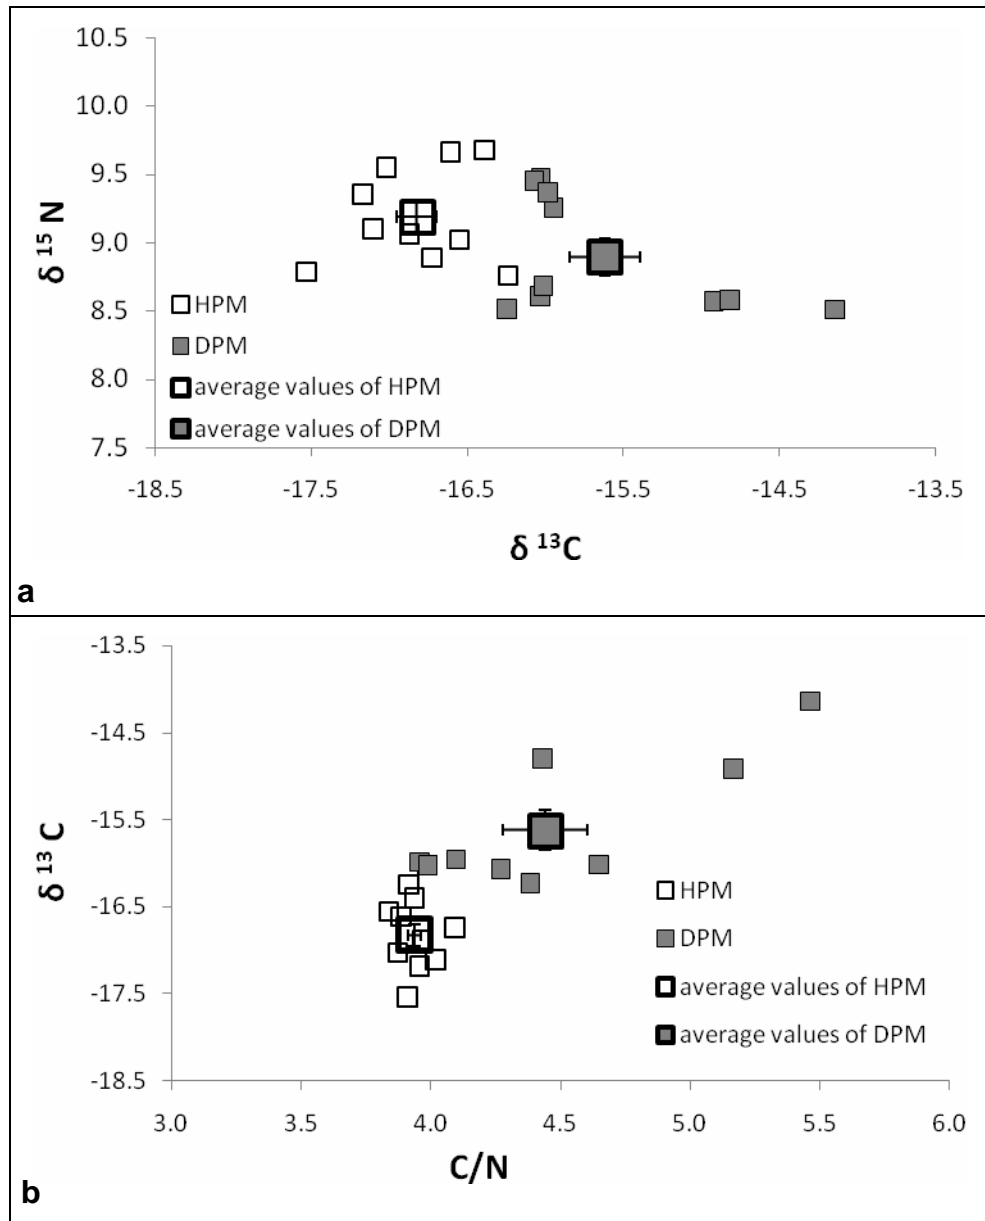 10.5
10.0
9.5
9.0
8.5
8.0
7.5
δ ¹⁵ N
HPM
DPM
average values of HPM
average values of DPM
-18.5 -17.5 -16.5 -15.5 -14.5 -13.5
δ ¹³C
a
-13.5
-14.5
-15.5
-16.5
-17.5
-18.5
δ ¹³ C
HPM
DPM
average values of HPM
average values of DPM
3.0 3.5 4.0 4.5 5.0 5.5 6.0
C/N
b